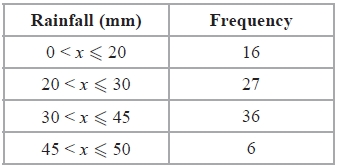 Rainfall (mm) Frequency
0 < x ⩽ 20 16
20 < x ⩽ 30 27
30 < x ⩽ 45 36
45 < x ⩽ 50 6